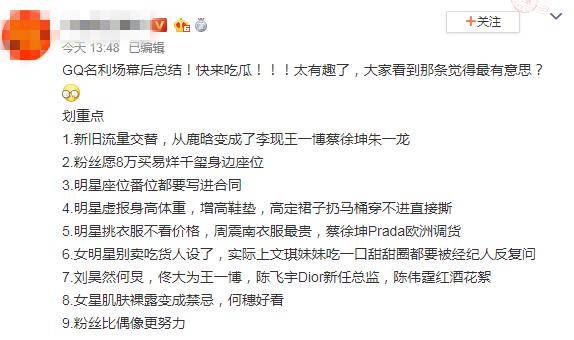 +关注
今天 13:48 已编辑
GQ名利场幕后总结！快来吃瓜！！！太有趣了，大家看到那条觉得最有意思？
划重点
1.新旧流量交替，从鹿晗变成了李现王一博蔡徐坤朱一龙
2.粉丝愿8万买易烊千玺身边座位
3.明星座位番位都要写进合同
4.明星虚报身高体重，增高鞋垫，高定裙子扔马桶穿不进直接撕
5.明星挑衣服不看价格，周震南衣服最贵，蔡徐坤Prada欧洲调货
6.女明星别卖吃货人设了，实际上文琪妹妹吃一口甜甜圈都要被经纪人反复问
7.刘昊然何炅，佟大为王一博，陈飞宇Dior新任总监，陈伟霆红酒花絮
8.女星肌肤裸露变成禁忌，何穗好看
9.粉丝比偶像更努力